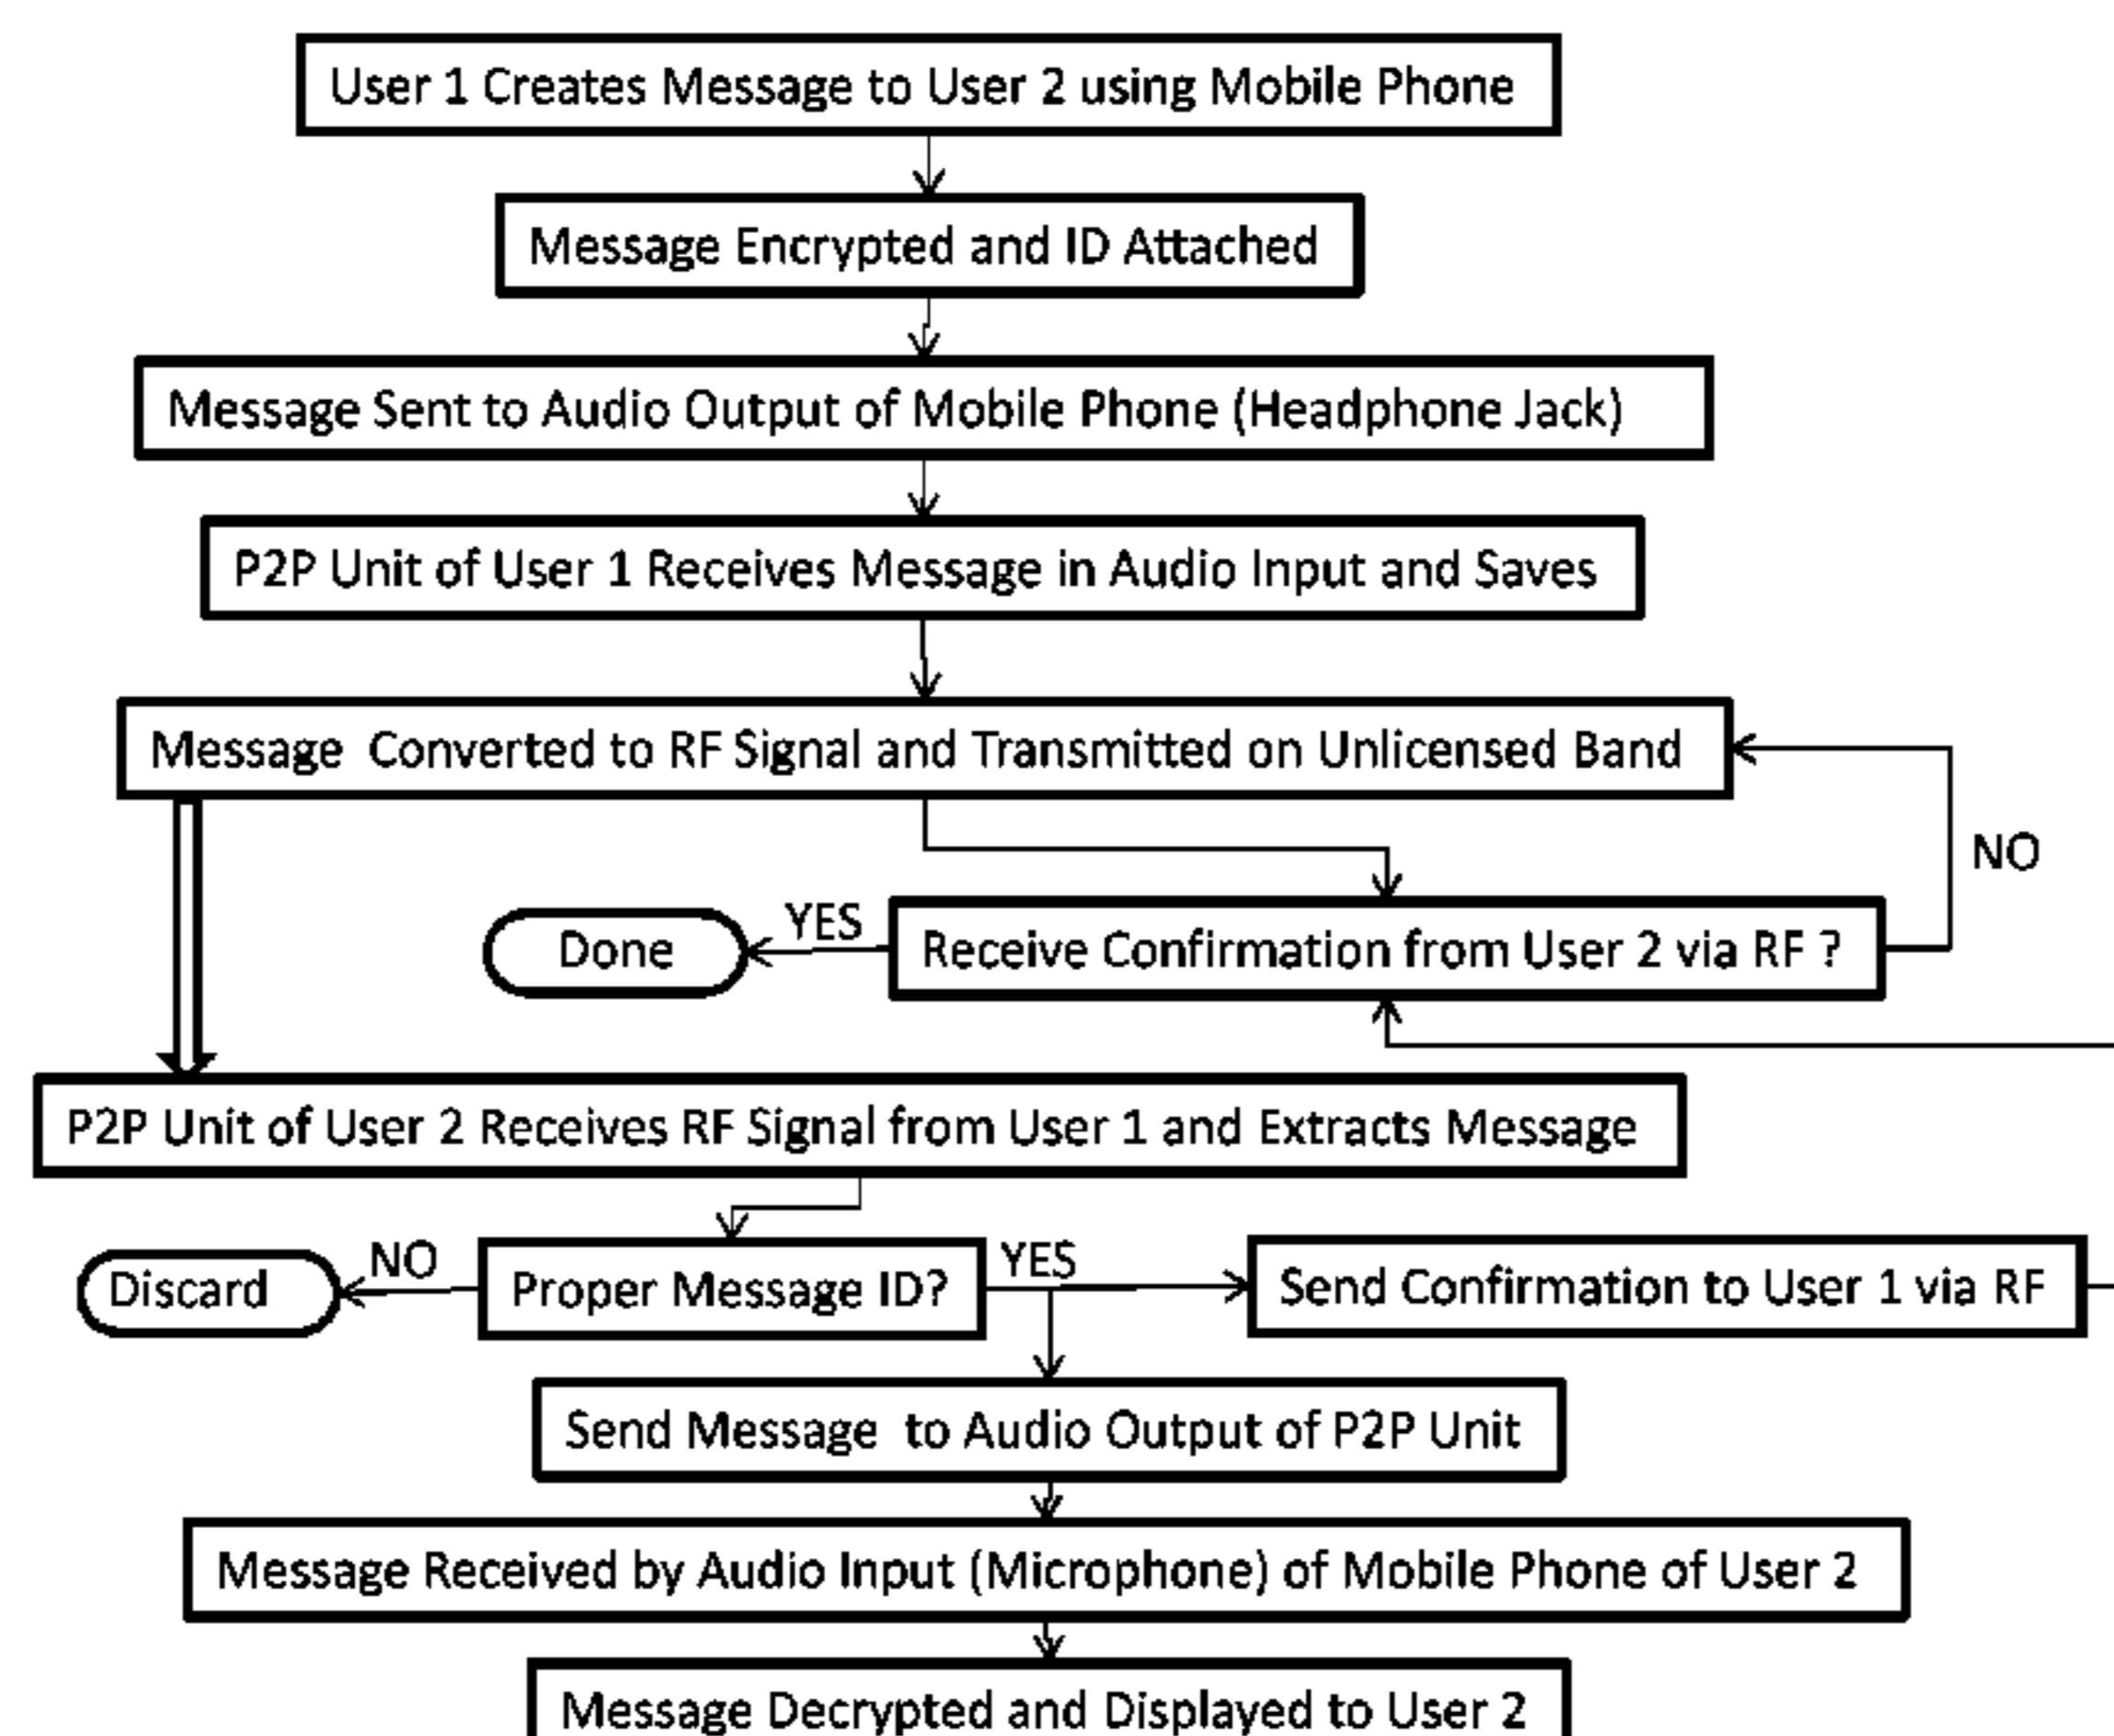 User 1 Creates Message to User 2 using Mobile Phone
Message Encrypted and ID Attached
Message Sent to Audio Output of Mobile Phone (Headphone Jack)
P2P Unit of User 1 Receives Message in Audio Input and Saves
Message Converted to RF Signal and Transmitted on Unlicensed Band
NO
Done
YES
Receive Confirmation from User 2 via RF ?
P2P Unit of User 2 Receives RF Signal from User 1 and Extracts Message
Discard
NO
Proper Message ID?
YES
Send Confirmation to User 1 via RF
Send Message to Audio Output of P2P Unit
Message Received by Audio Input (Microphone) of Mobile Phone of User 2
Message Decrypted and Displayed to User 2